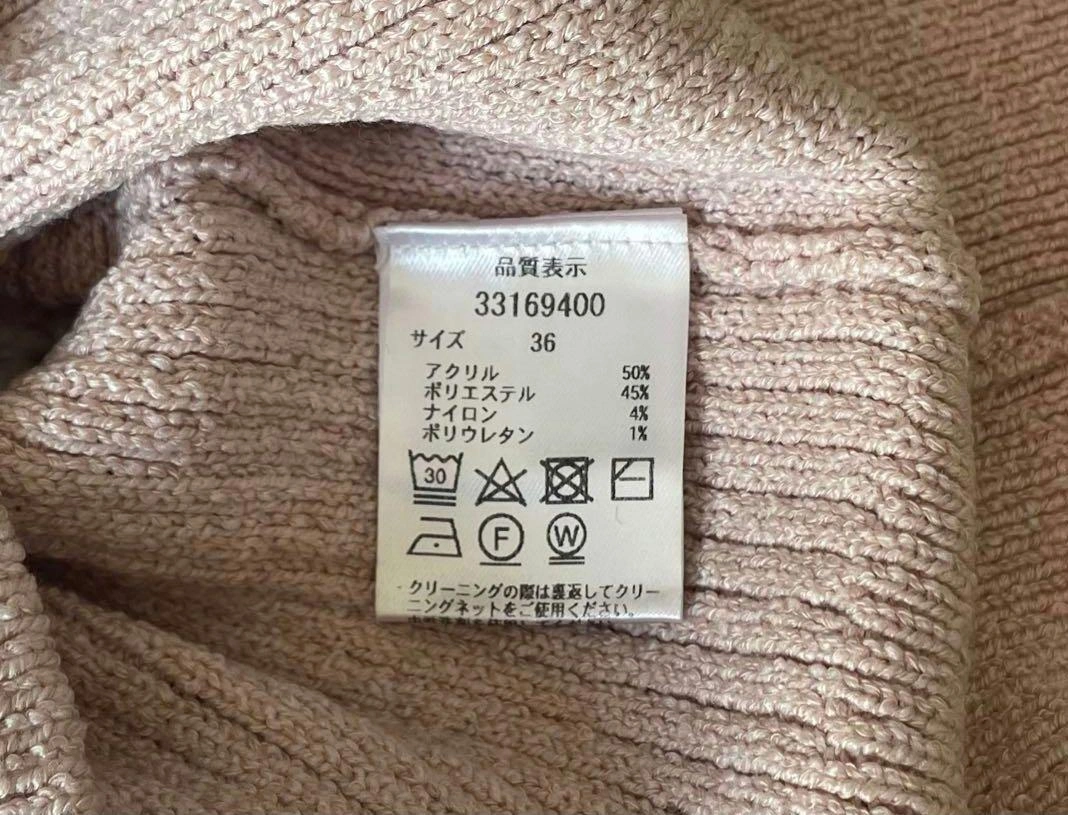 品質表示
33169400
サイズ 36
アクリル 50%
ポリエステル 45%
ナイロン 4%
ポリウレタン 1%
30
F W
クリーニングの際は裏返してクリー
ニングネットをご使用ください。